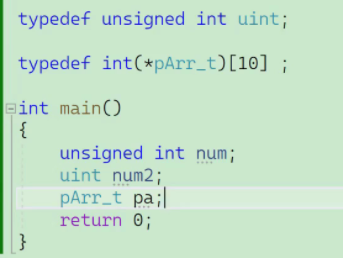 typedef unsigned int uint;
typedef int(*pArr_t)[10] ;
int main()
{
unsigned int num;
uint num2;
pArr_t pa;
return 0;
}